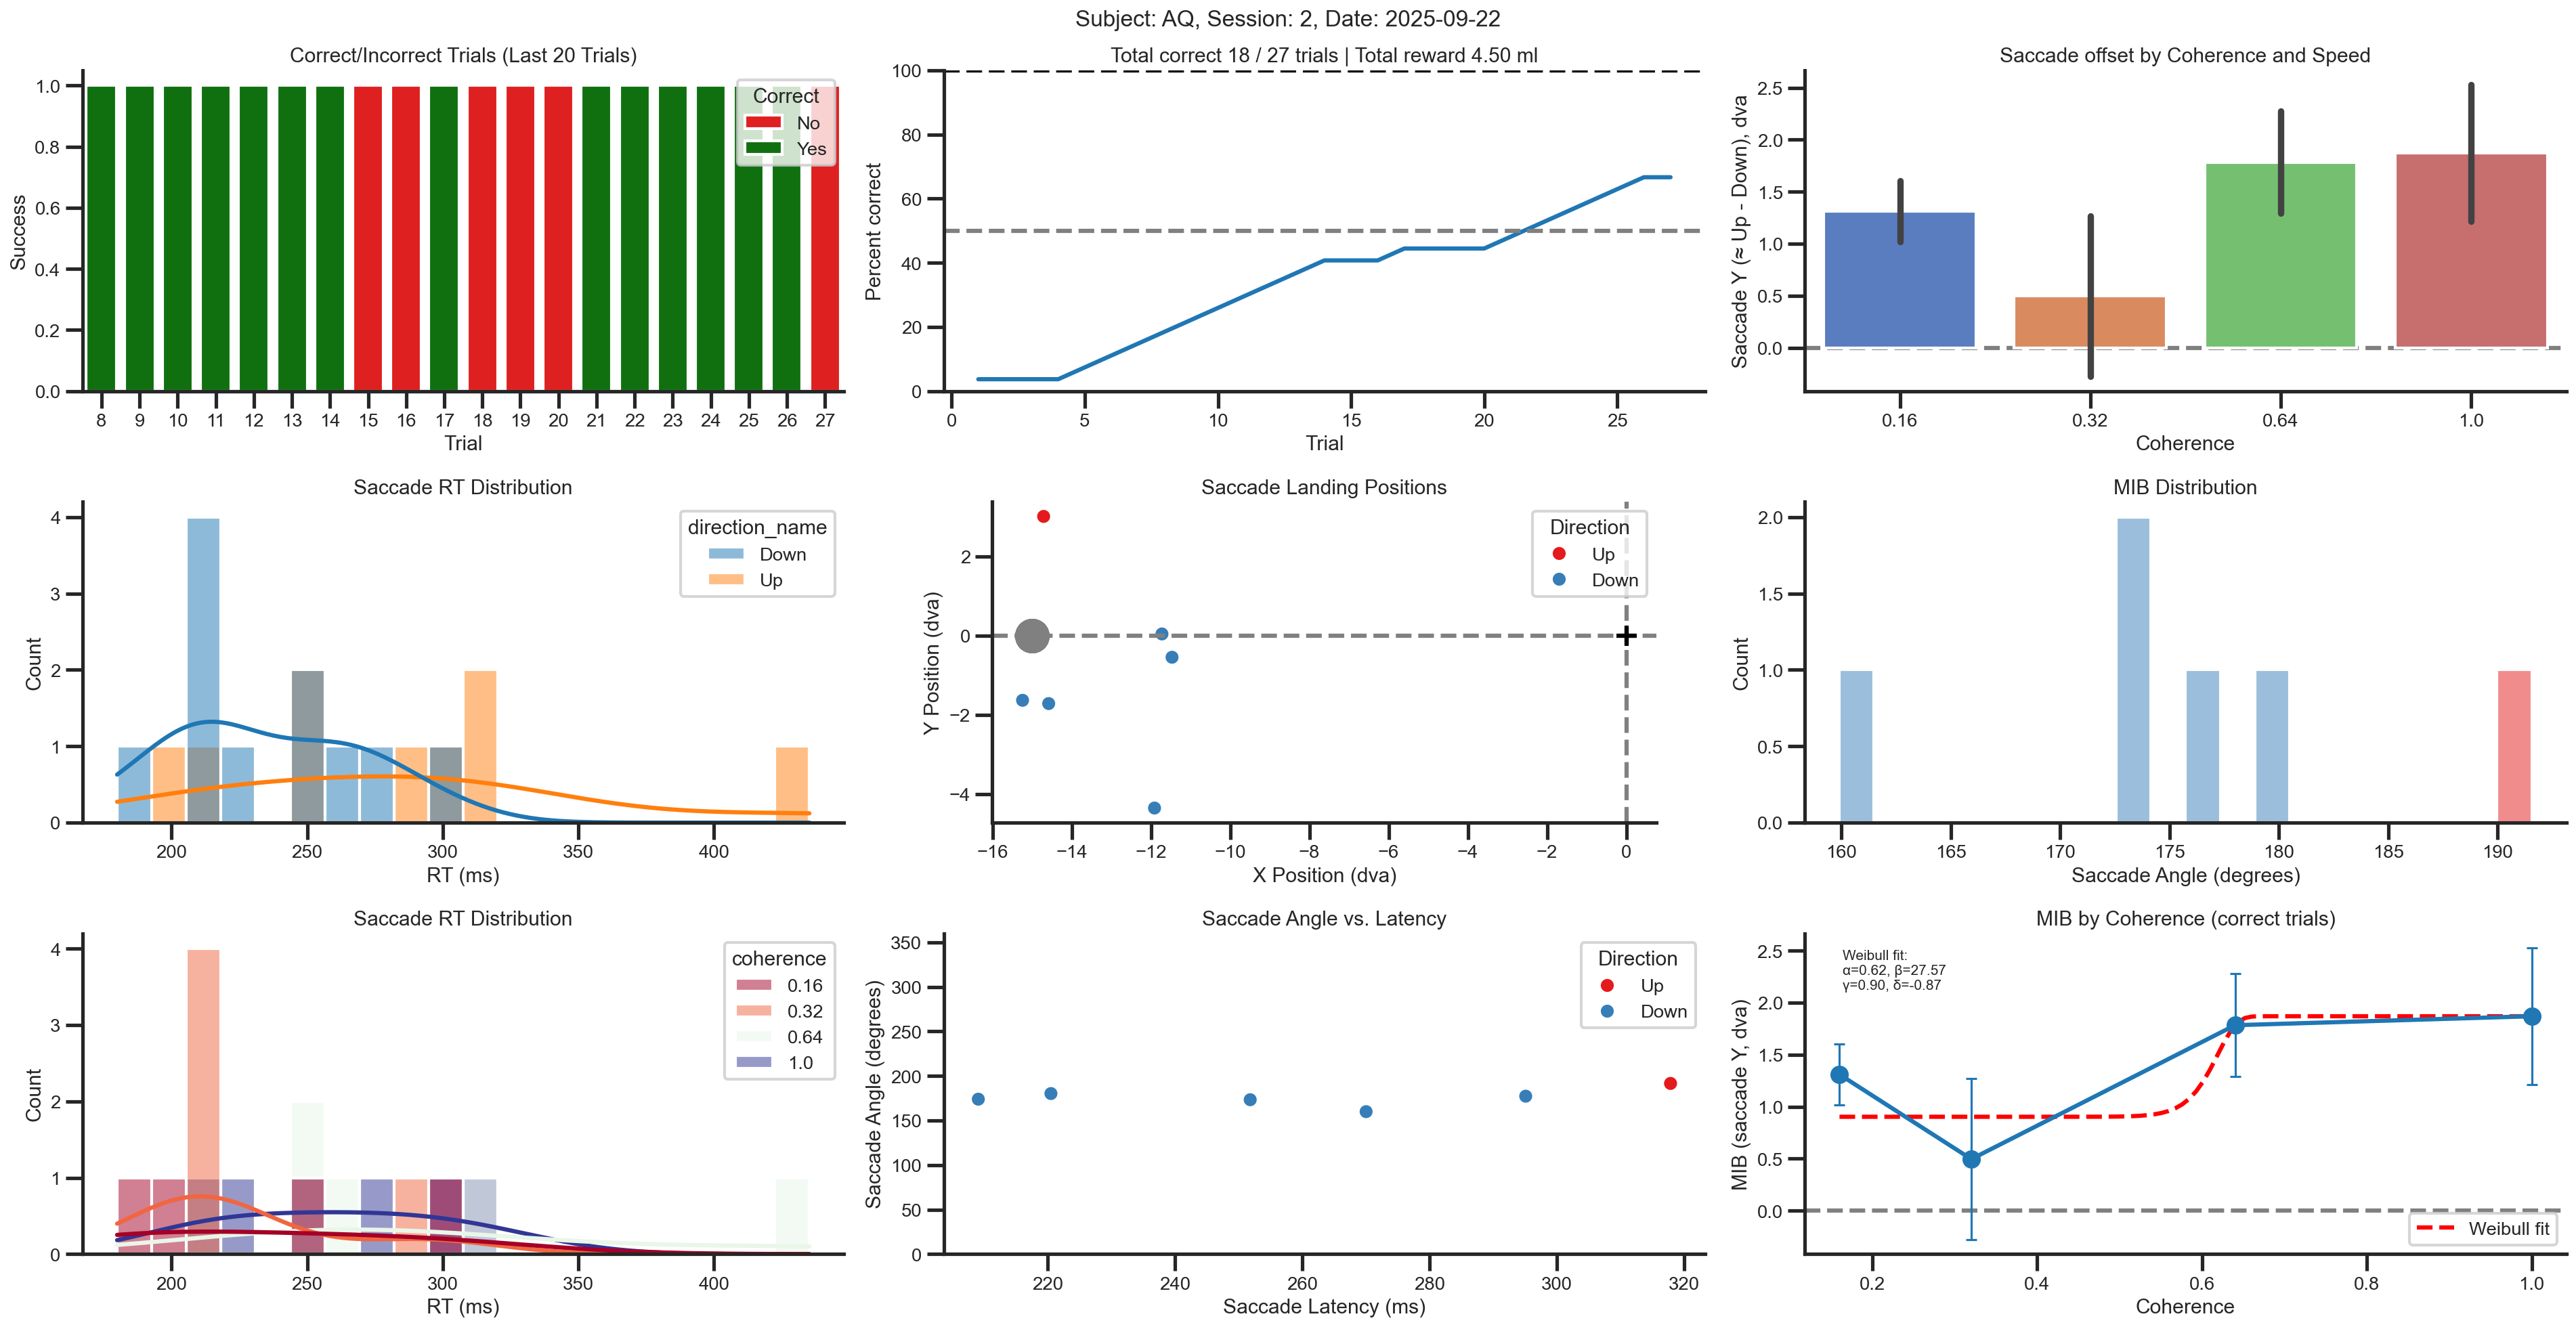 Subject: AQ, Session: 2, Date: 2025-09-22
Correct/Incorrect Trials (Last 20 Trials)
Success
1.0
0.8
0.6
0.4
0.2
0.0
Correct
No
Yes
8 9 10 11 12 13 14 15 16 17 18 19 20 21 22 23 24 25 26 27
Trial
Total correct 18 / 27 trials | Total reward 4.50 ml
Percent correct
100
80
60
40
20
0
0 5 10 15 20 25
Trial
Saccade offset by Coherence and Speed
Saccade Y (≈ Up - Down), dva
2.5
2.0
1.5
1.0
0.5
0.0
0.16 0.32 0.64 1.0
Coherence
Saccade RT Distribution
Count
4
3
2
1
0
direction_name
Down
Up
200 250 300 350 400
RT (ms)
Saccade Landing Positions
Y Position (dva)
2
0
−2
−4
Direction
Up
Down
−16 −14 −12 −10 −8 −6 −4 −2 0
X Position (dva)
MIB Distribution
Count
2.0
1.5
1.0
0.5
0.0
160 165 170 175 180 185 190
Saccade Angle (degrees)
Saccade RT Distribution
Count
4
3
2
1
0
coherence
0.16
0.32
0.64
1.0
200 250 300 350 400
RT (ms)
Saccade Angle vs. Latency
Saccade Angle (degrees)
350
300
250
200
150
100
50
0
Direction
Up
Down
220 240 260 280 300 320
Saccade Latency (ms)
MIB by Coherence (correct trials)
MIB (saccade Y, dva)
2.5
2.0
1.5
1.0
0.5
0.0
Weibull fit:
α=0.62, β=27.57
γ=0.90, δ=-0.87
Weibull fit
0.2 0.4 0.6 0.8 1.0
Coherence